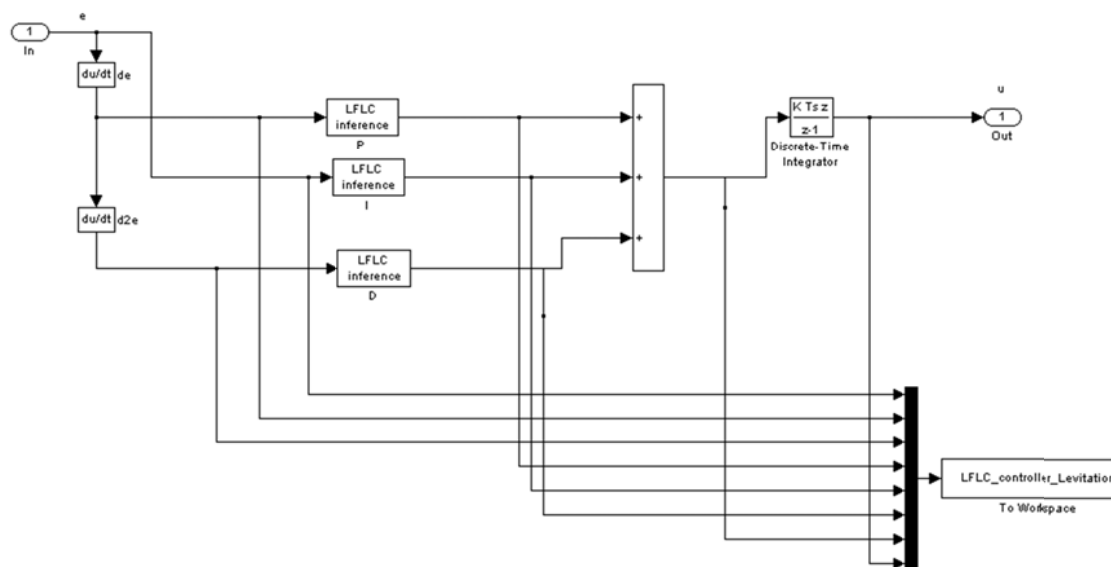 e
1
In
du/dt
de
LFLC
inference
P
LFLC
inference
I
du/dt
d2e
LFLC
inference
D
+
+
+
K Ts z
z-1
Discrete-Time
Integrator
u
1
Out
LFLC_controller_Levitation
To Workspace